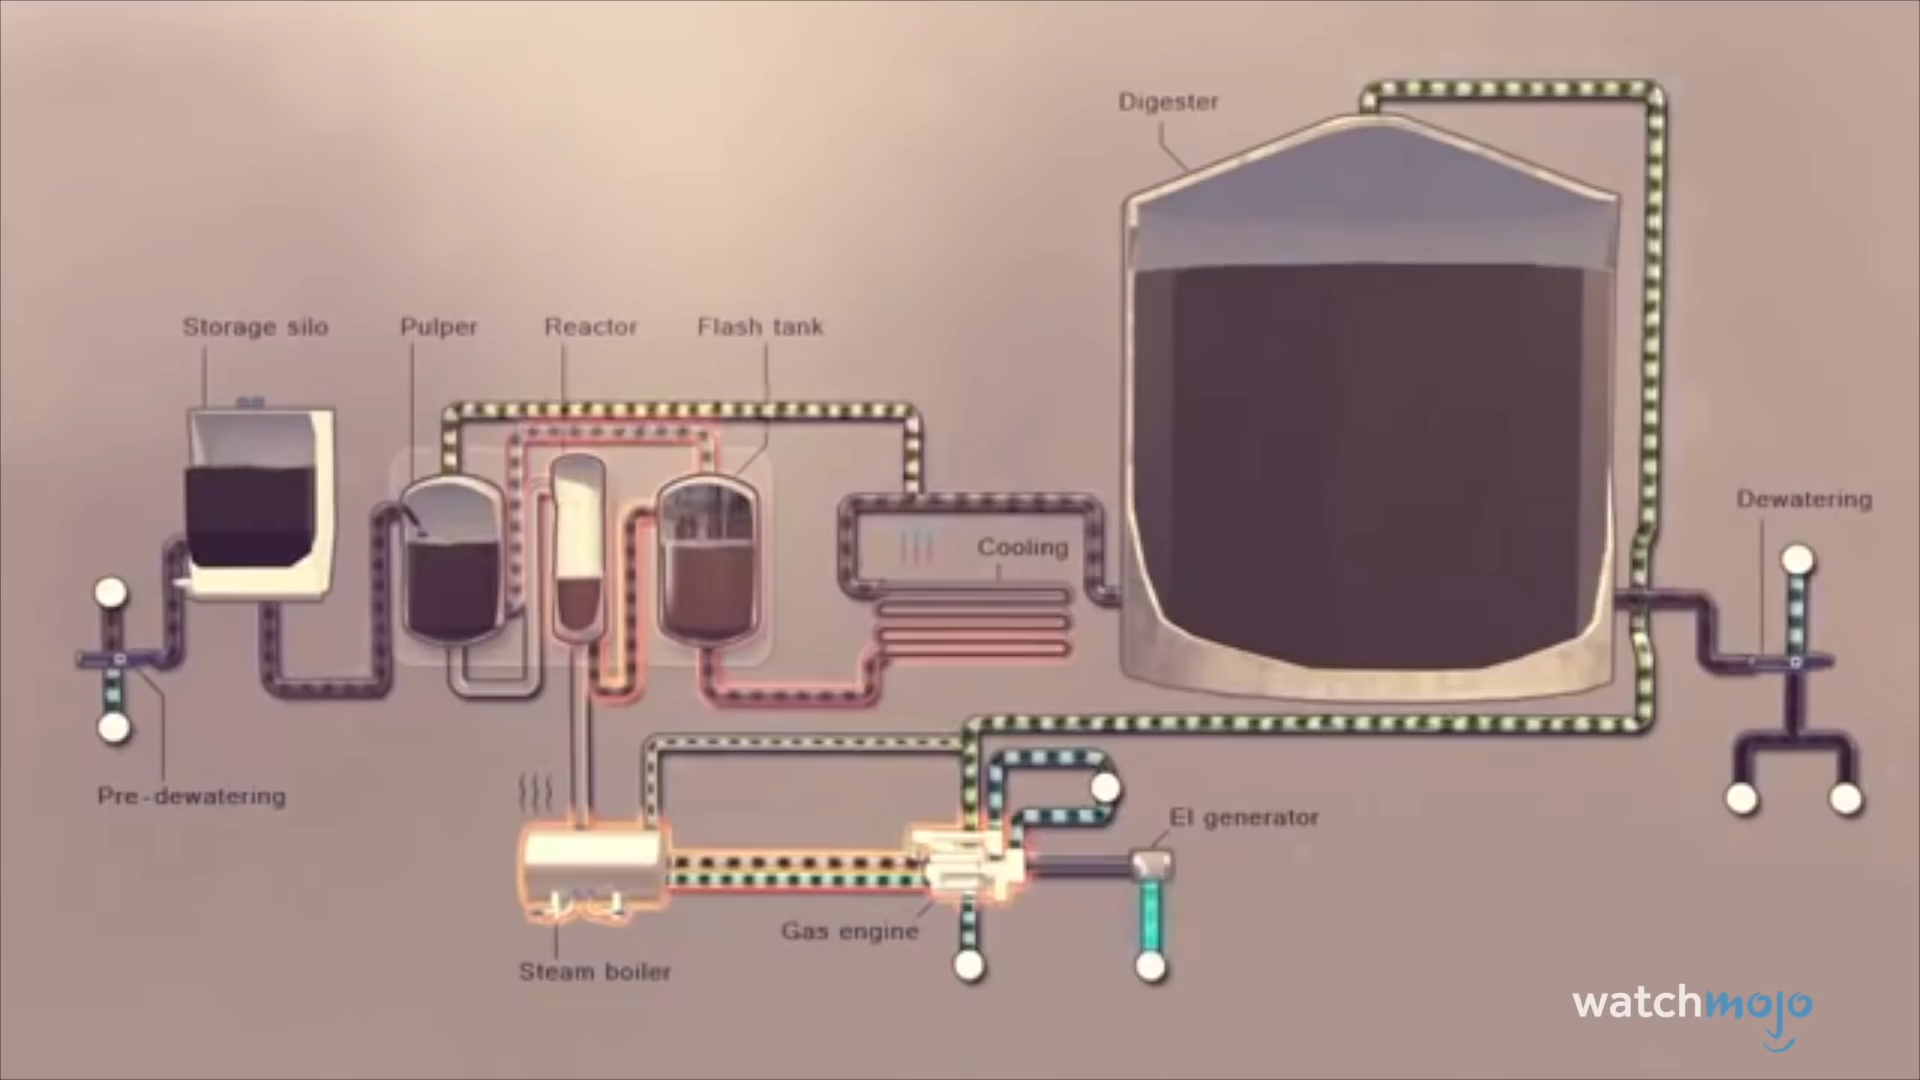 Digester
Storage silo
Pulper
Reactor
Flash tank
Dewatering
Cooling
Pre-dewatering
El generator
Gas engine
Steam boiler
watchmojo